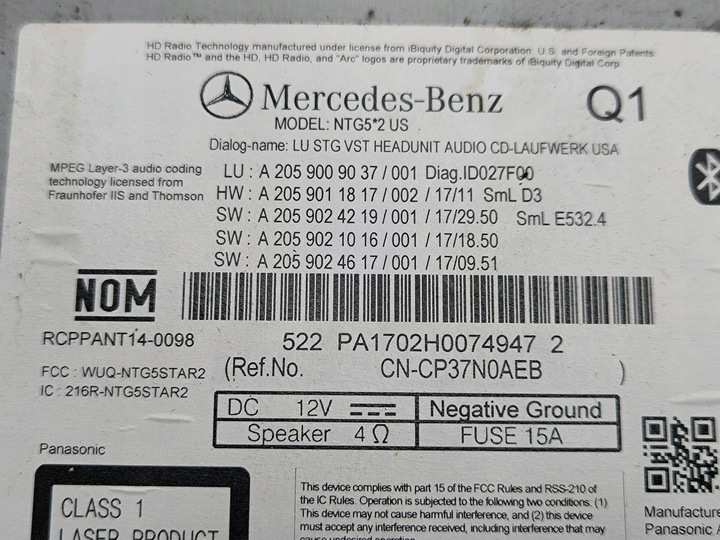 HD Radio Technology manufactured under license from iBiquity Digital Corporation. U.S. and Foreign Patents.
HD Radio™ and the HD, HD Radio, and "Arc" logos are proprietary trademarks of iBiquity Digital Corp.
Mercedes-Benz
Q1
MODEL: NTG5*2 US
Dialog-name: LU STG VST HEADUNIT AUDIO CD-LAUFWERK USA
MPEG Layer-3 audio coding
technology licensed from
Fraunhofer IIS and Thomson
LU : A 205 900 90 37 / 001 Diag.ID027F00
HW : A 205 901 18 17 / 002 / 17/11 SmL D3
SW : A 205 902 42 19 / 001 / 17/29.50 SmL E532.4
SW : A 205 902 10 16 / 001 / 17/18.50
SW : A 205 902 46 17 / 001 / 17/09.51
NOM
RCPPANT14-0098
522 PA1702H0074947 2
FCC : WUQ-NTG5STAR2
(Ref.No. CN-CP37N0AEB )
IC : 216R-NTG5STAR2
DC 12V Negative Ground
Speaker 4 Ω FUSE 15A
Panasonic
CLASS 1
LASER PRODUCT
This device complies with part 15 of the FCC Rules and RSS-210 of
the IC Rules. Operation is subjected to the following two conditions: (1)
This device may not cause harmful interference, and (2) this device
must accept any interference received, including interference that may
cause undesired operation.
Manufacture
Panasonic A